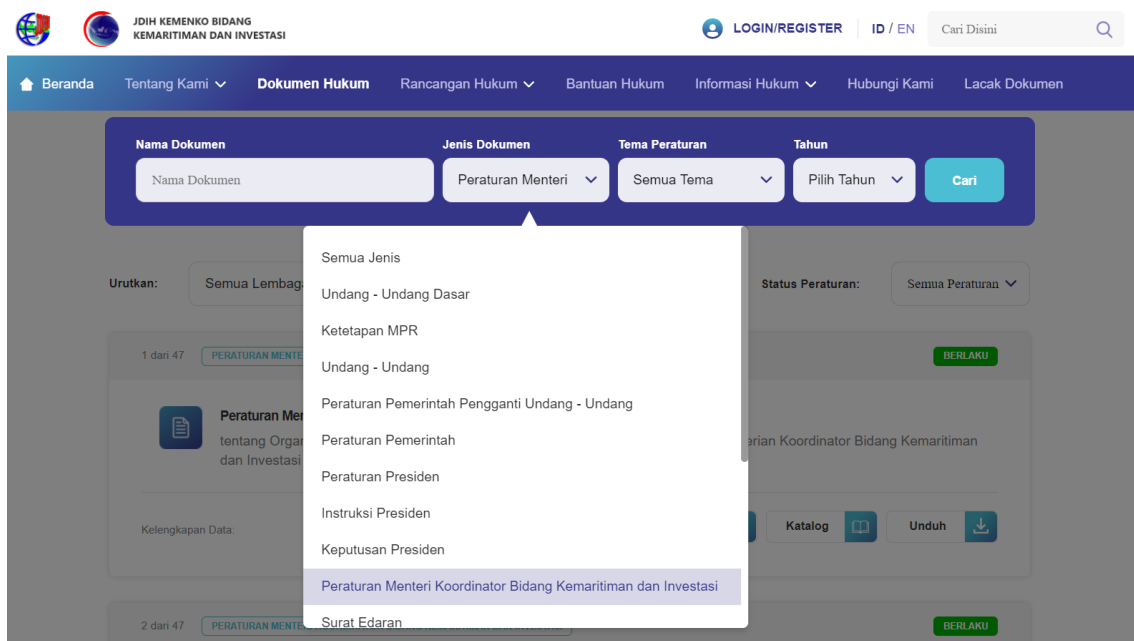 JDIH KEMENKO BIDANG
KEMARITIMAN DAN INVESTASI
LOGIN/REGISTER
ID / EN
Cari Disini
Beranda
Tentang Kami
Dokumen Hukum
Rancangan Hukum
Bantuan Hukum
Informasi Hukum
Hubungi Kami
Lacak Dokumen
Nama Dokumen
Jenis Dokumen
Tema Peraturan
Tahun
Nama Dokumen
Peraturan Menteri
Semua Tema
Pilih Tahun
Cari
Semua Jenis
Undang - Undang Dasar
Ketetapan MPR
Undang - Undang
Peraturan Pemerintah Pengganti Undang - Undang
Peraturan Pemerintah
Peraturan Presiden
Instruksi Presiden
Keputusan Presiden
Peraturan Menteri Koordinator Bidang Kemaritiman dan Investasi
Surat Edaran
Urutkan:
Semua
Status Peraturan:
Semua Peraturan
1 dari 47
PERATURAN
BERLAKU
Peraturan
tentang
Koordinator Bidang Kemaritiman
dan Investasi
Kelengkapan Data:
Katalog
Unduh
2 dari 47
PERATURAN
BERLAKU